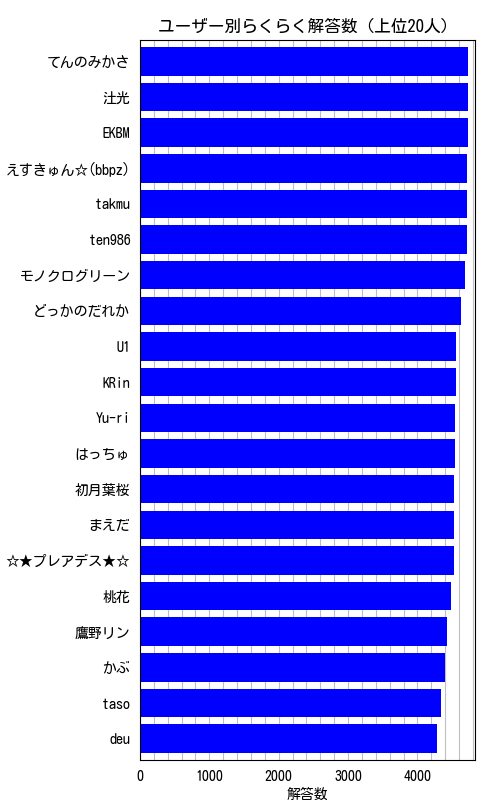 ユーザー別らくらく解答数（上位20人）
てんのみかさ
汢光
EKBM
えすきゅん☆(bbpz)
takmu
ten986
モノクログリーン
どっかのだれか
U1
KRin
Yu-ri
はっちゅ
初月葉桜
まえだ
☆★プレアデス★☆
桃花
鷹野リン
かぶ
taso
deu
0 1000 2000 3000 4000
解答数